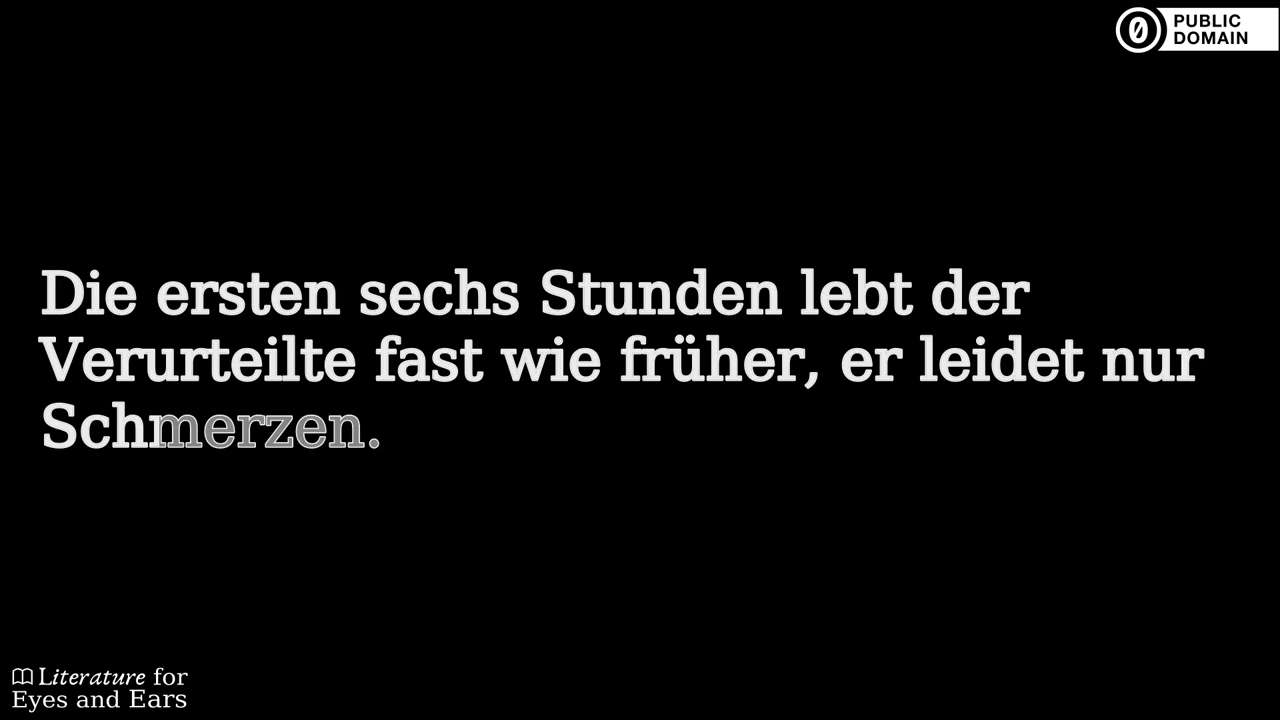 PUBLIC
DOMAIN
Die ersten sechs Stunden lebt der
Verurteilte fast wie früher, er leidet nur
Schmerzen.
Literature for
Eyes and Ears